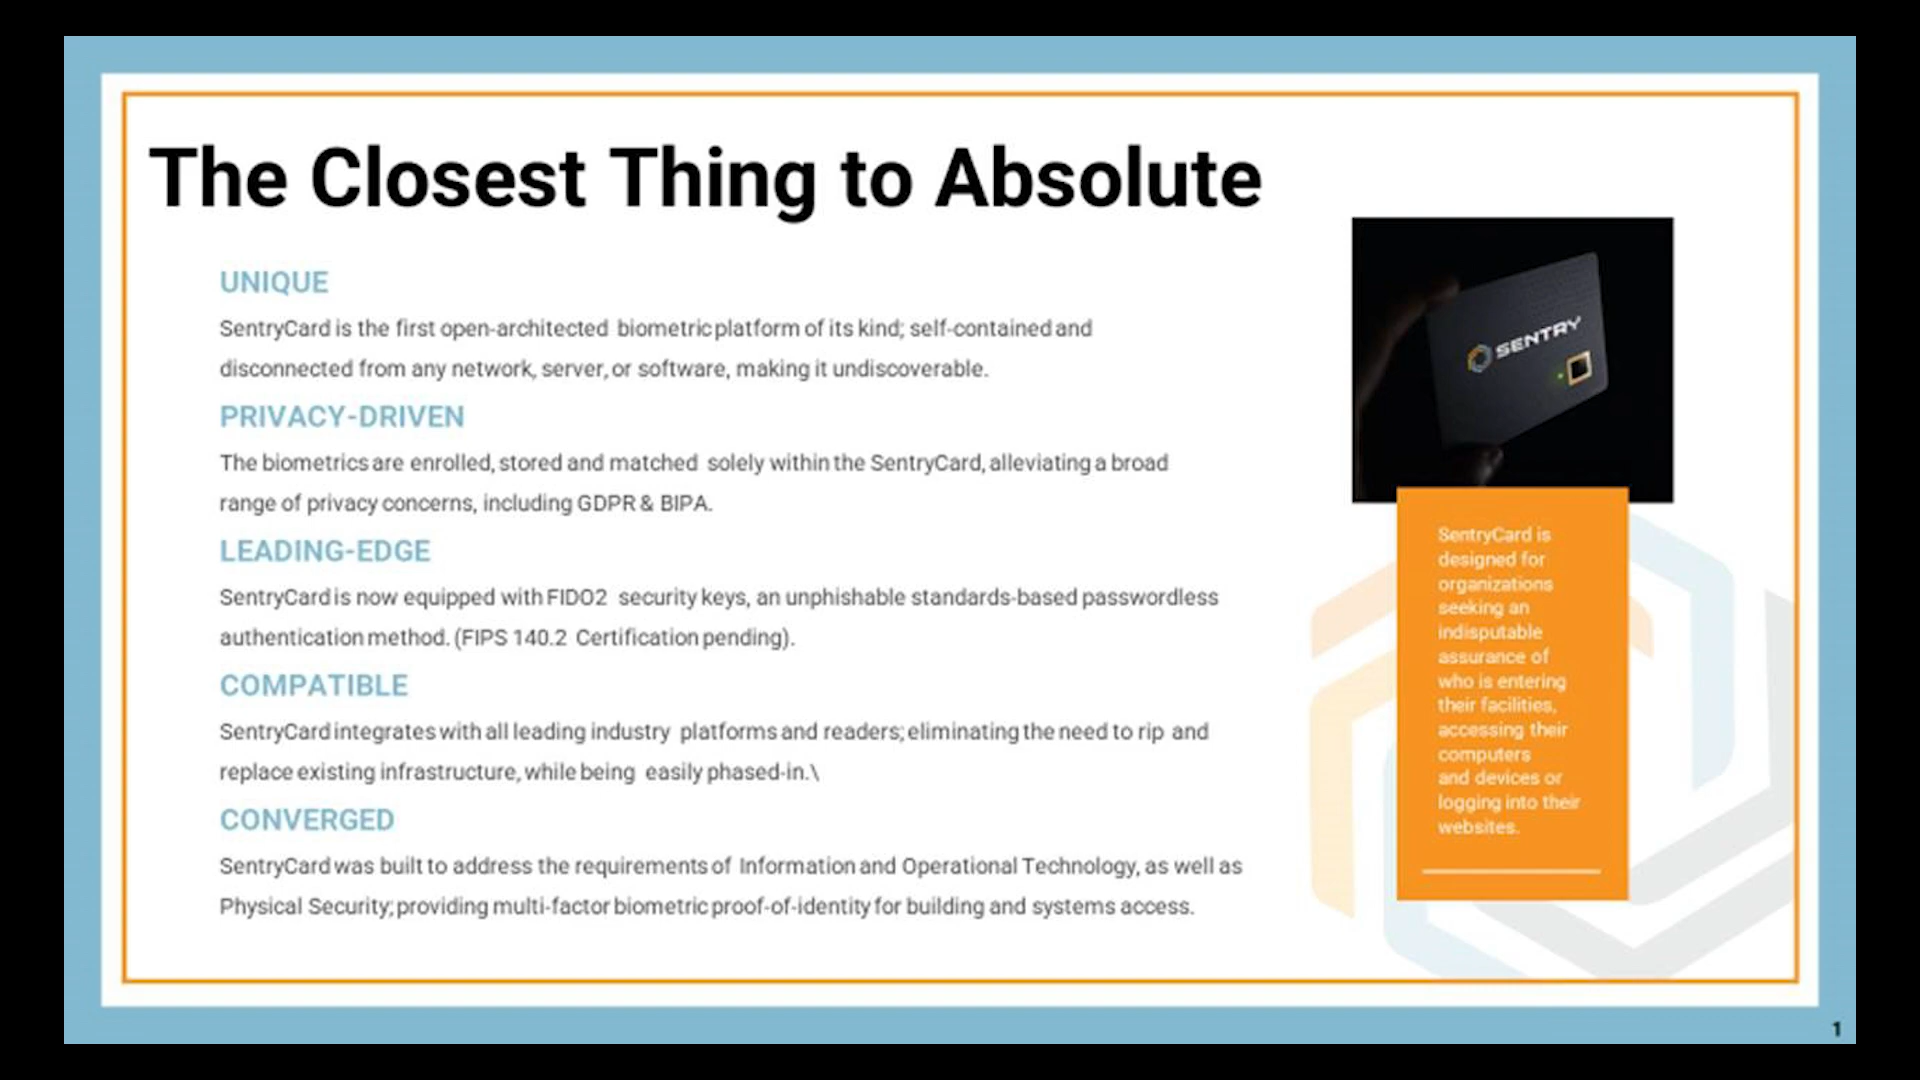 The Closest Thing to Absolute
UNIQUE
SentryCard is the first open-architected biometric platform of its kind; self-contained and
disconnected from any network, server, or software, making it undiscoverable.
PRIVACY-DRIVEN
The biometrics are enrolled, stored and matched solely within the SentryCard, alleviating a broad
range of privacy concerns, including GDPR & BIPA.
LEADING-EDGE
SentryCard is now equipped with FIDO2 security keys, an unphishable standards-based passwordless
authentication method. (FIPS 140.2 Certification pending).
COMPATIBLE
SentryCard integrates with all leading industry platforms and readers; eliminating the need to rip and
replace existing infrastructure, while being easily phased-in.\
CONVERGED
SentryCard was built to address the requirements of Information and Operational Technology, as well as
Physical Security; providing multi-factor biometric proof-of-identity for building and systems access.
SENTRY
SentryCard is
designed for
organizations
seeking an
indisputable
assurance of
who is entering
their facilities,
accessing their
computers
and devices or
logging into their
websites.
1